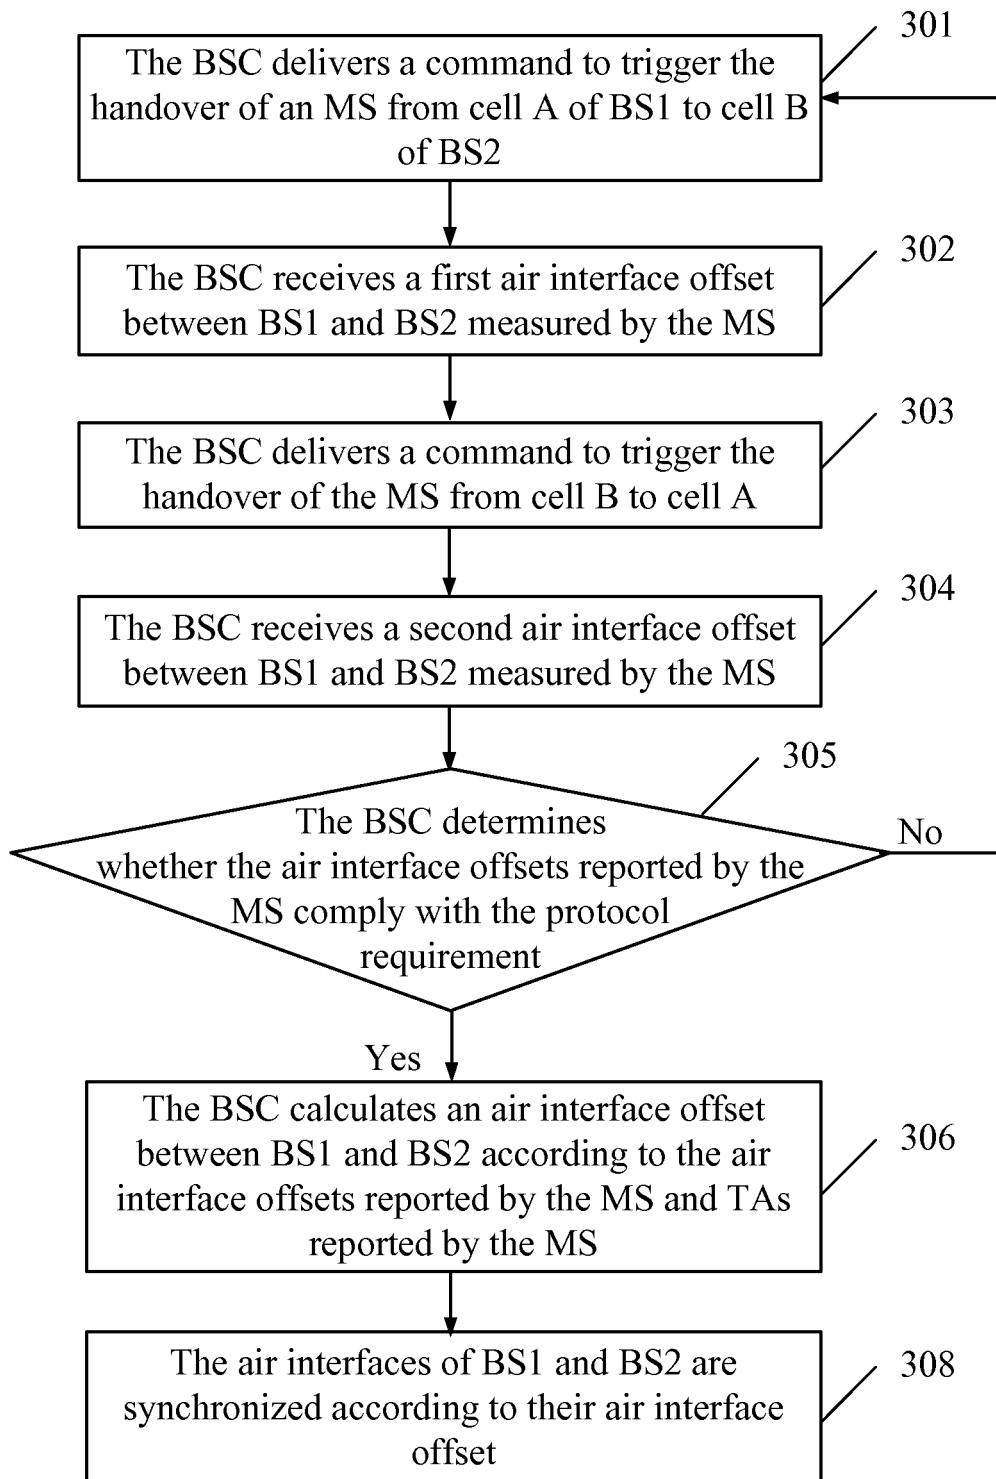 301
The BSC delivers a command to trigger the
handover of an MS from cell A of BS1 to cell B
of BS2
302
The BSC receives a first air interface offset
between BS1 and BS2 measured by the MS
303
The BSC delivers a command to trigger the
handover of the MS from cell B to cell A
304
The BSC receives a second air interface offset
between BS1 and BS2 measured by the MS
305
The BSC determines
whether the air interface offsets reported by the
MS comply with the protocol
requirement
No
Yes
The BSC calculates an air interface offset
between BS1 and BS2 according to the air
interface offsets reported by the MS and TAs
reported by the MS
306
The air interfaces of BS1 and BS2 are
synchronized according to their air interface
offset
308